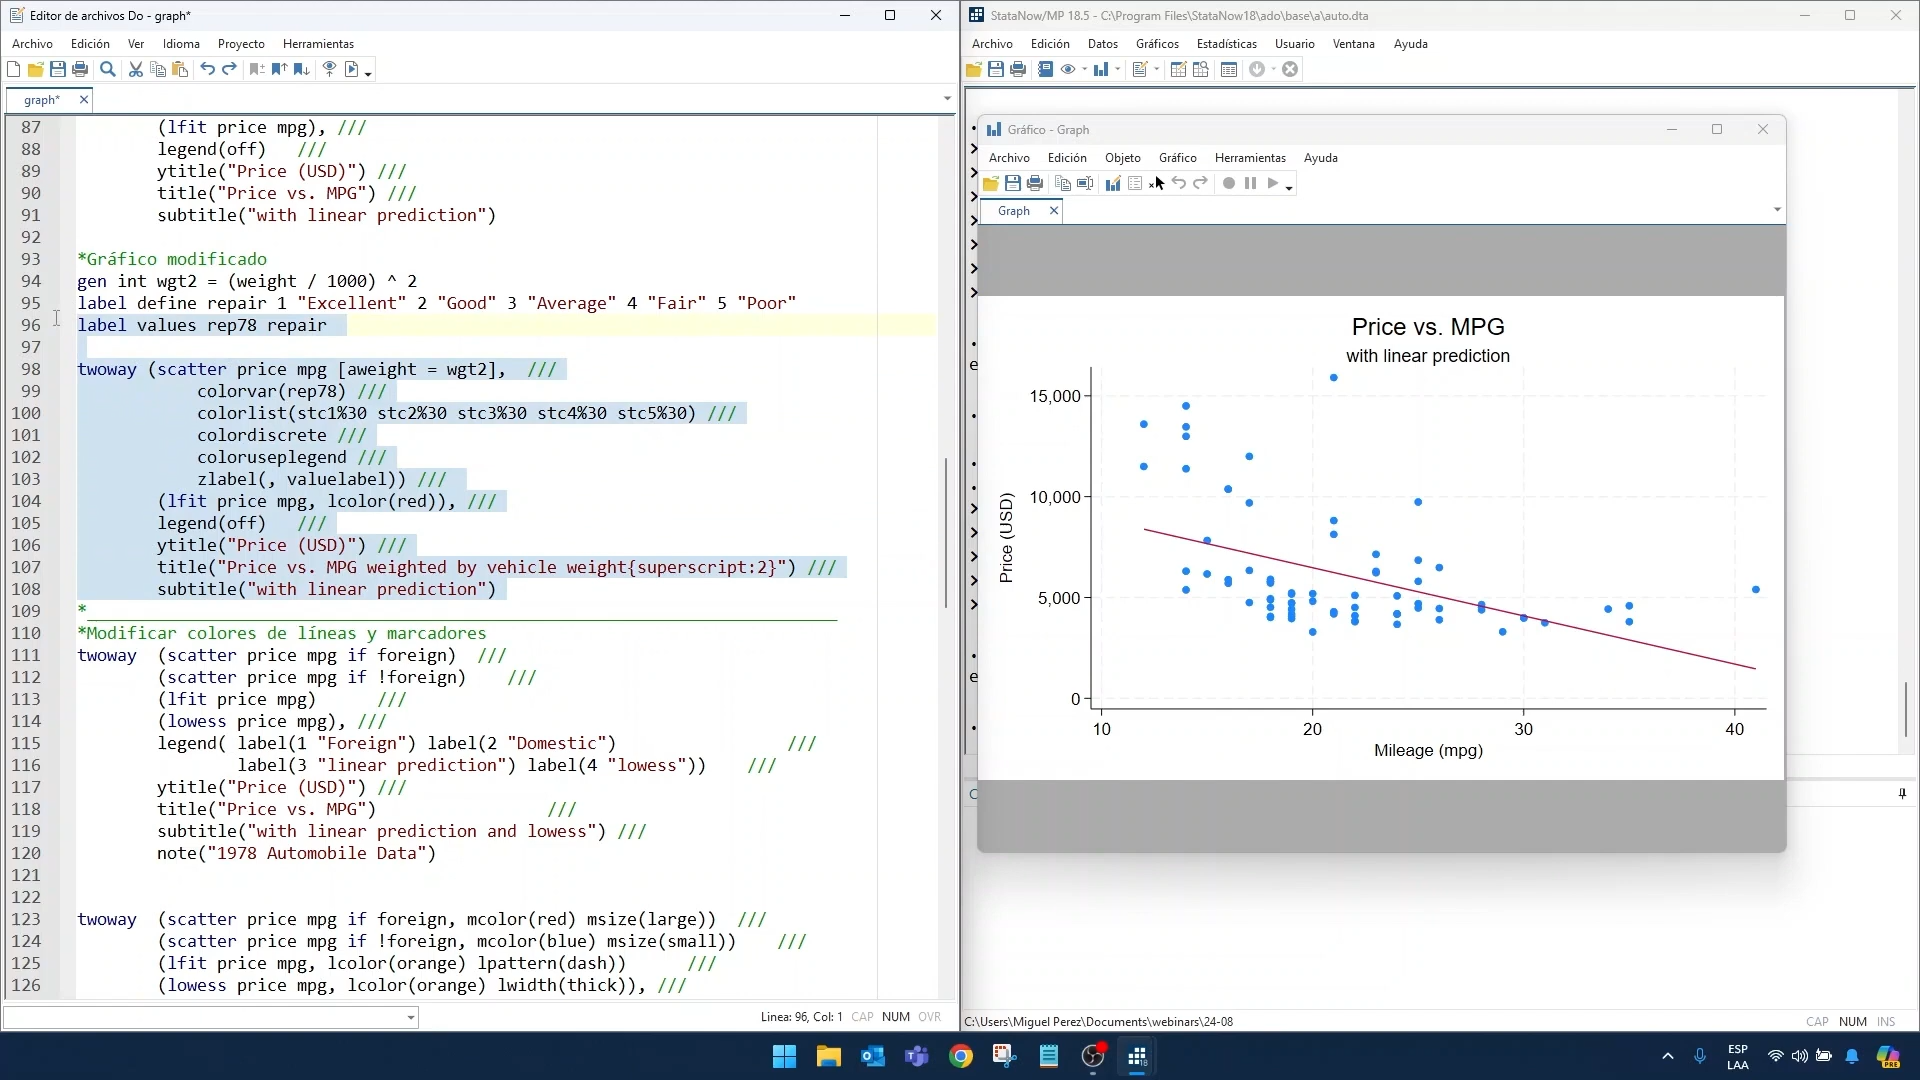 Editor de archivos Do - graph*
Archivo Edición Ver Idioma Proyecto Herramientas
graph*
87 (lfit price mpg), ///
88 legend(off) ///
89 ytitle("Price (USD)") ///
90 title("Price vs. MPG") ///
91 subtitle("with linear prediction")
92
93 *Gráfico modificado
94 gen int wgt2 = (weight / 1000) ^ 2
95 label define repair 1 "Excellent" 2 "Good" 3 "Average" 4 "Fair" 5 "Poor"
96 label values rep78 repair
97
98 twoway (scatter price mpg [aweight = wgt2], ///
99 colorvar(rep78) ///
100 colorlist(stc1%30 stc2%30 stc3%30 stc4%30 stc5%30) ///
101 colordiscrete ///
102 coloruseplegend ///
103 zlabel(, valuelabel)) ///
104 (lfit price mpg, lcolor(red)), ///
105 legend(off) ///
106 ytitle("Price (USD)") ///
107 title("Price vs. MPG weighted by vehicle weight{superscript:2}") ///
108 subtitle("with linear prediction")
109 *___________________________________________________________________________
110 *Modificar colores de líneas y marcadores
111 twoway (scatter price mpg if foreign) ///
112 (scatter price mpg if !foreign) ///
113 (lfit price mpg) ///
114 (lowess price mpg), ///
115 legend( label(1 "Foreign") label(2 "Domestic") ///
116 label(3 "linear prediction") label(4 "lowess")) ///
117 ytitle("Price (USD)") ///
118 title("Price vs. MPG") ///
119 subtitle("with linear prediction and lowess") ///
120 note("1978 Automobile Data")
121
122
123 twoway (scatter price mpg if foreign, mcolor(red) msize(large)) ///
124 (scatter price mpg if !foreign, mcolor(blue) msize(small)) ///
125 (lfit price mpg, lcolor(orange) lpattern(dash)) ///
126 (lowess price mpg, lcolor(orange) lwidth(thick)), ///
Linea: 96, Col: 1 CAP NUM OVR
StataNow/MP 18.5 - C:\Program Files\StataNow18\ado\base\a\auto.dta
Archivo Edición Datos Gráficos Estadísticas Usuario Ventana Ayuda
Gráfico - Graph
Archivo Edición Objeto Gráfico Herramientas Ayuda
Graph
Price vs. MPG
with linear prediction
15,000
10,000
5,000
0
Price (USD)
10 20 30 40
Mileage (mpg)
C:\Users\Miguel Perez\Documents\webinars\24-08
CAP NUM INS
ESP
LAA